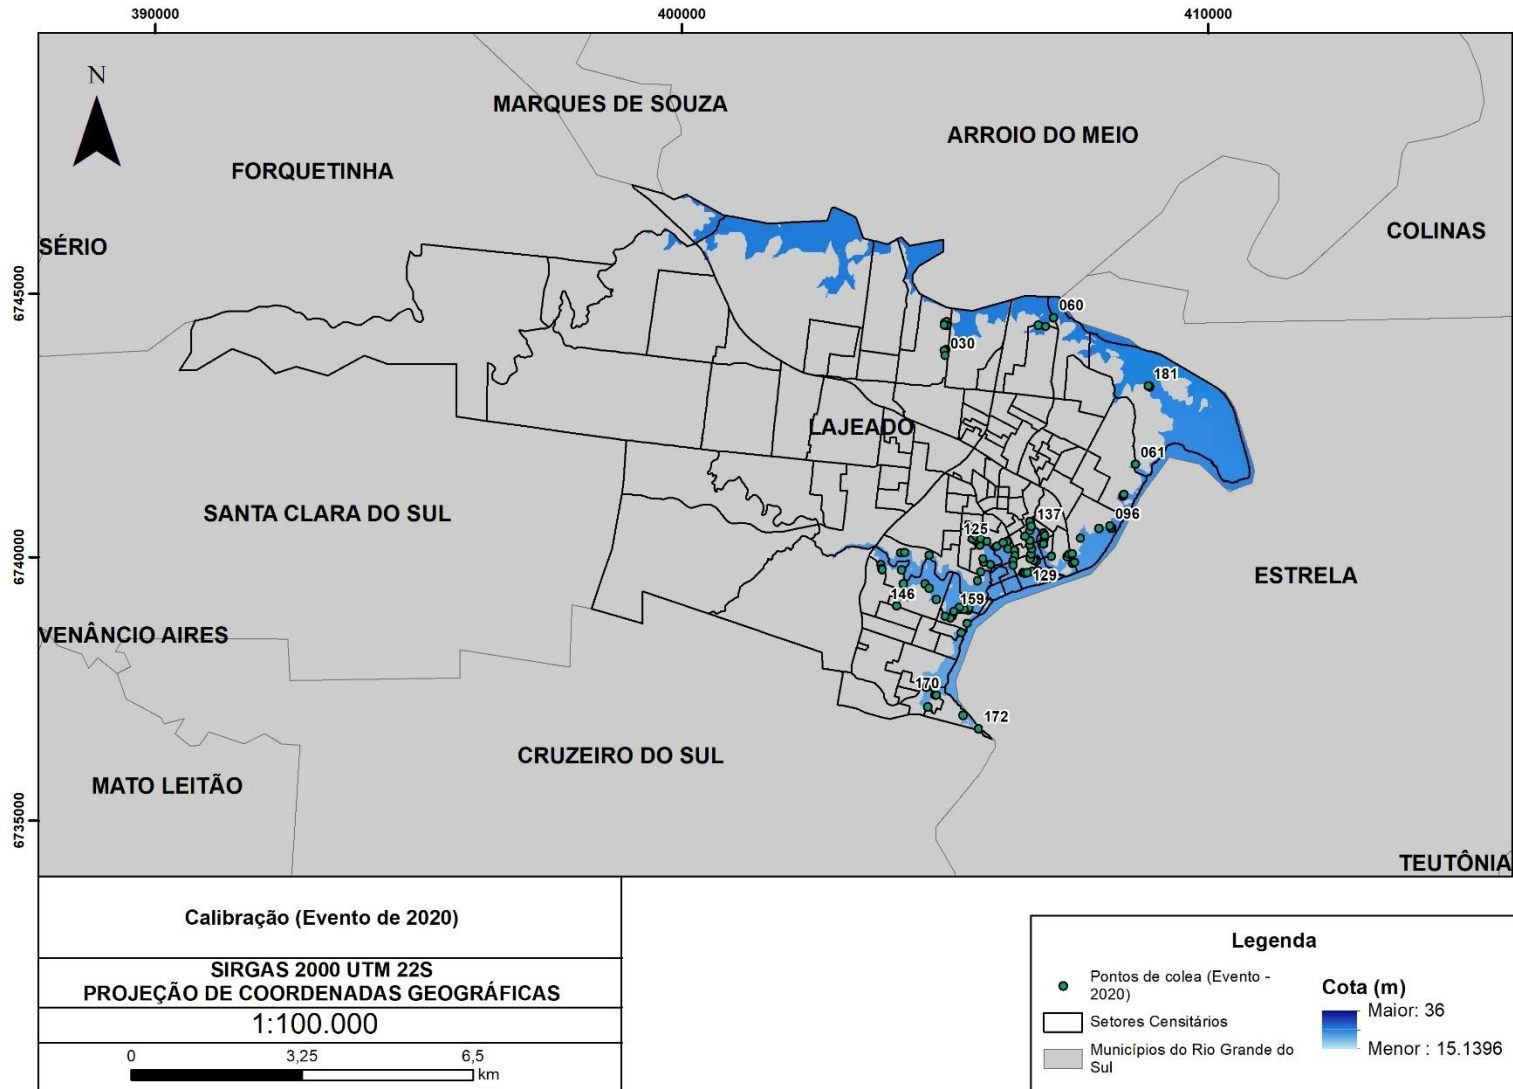 390000
400000
410000
N
MARQUES DE SOUZA
ARROIO DO MEIO
FORQUETINHA
COLINAS
SÉRIO
6745000
060
030
181
LAJEADO
061
SANTA CLARA DO SUL
137
096
125
6740000
129
ESTRELA
146
159
VENÂNCIO AIRES
170
172
CRUZEIRO DO SUL
MATO LEITÃO
6735000
TEUTÔNIA
Calibração (Evento de 2020)
SIRGAS 2000 UTM 22S
PROJEÇÃO DE COORDENADAS GEOGRÁFICAS
1:100.000
0 3,25 6,5
km
Legenda
Pontos de colea (Evento -
2020)
Setores Censitários
Municípios do Rio Grande do
Sul
Cota (m)
Maior: 36
Menor : 15.1396